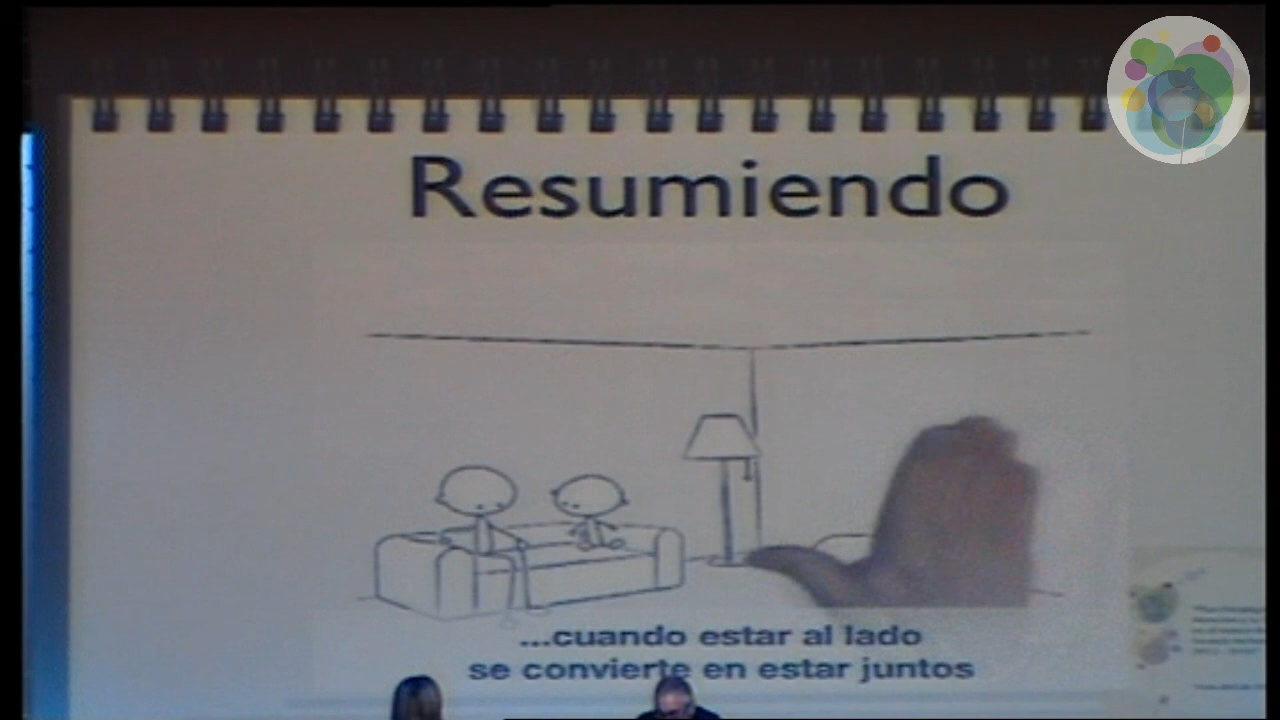 Resumiendo
...cuando estar al lado
se convierte en estar juntos